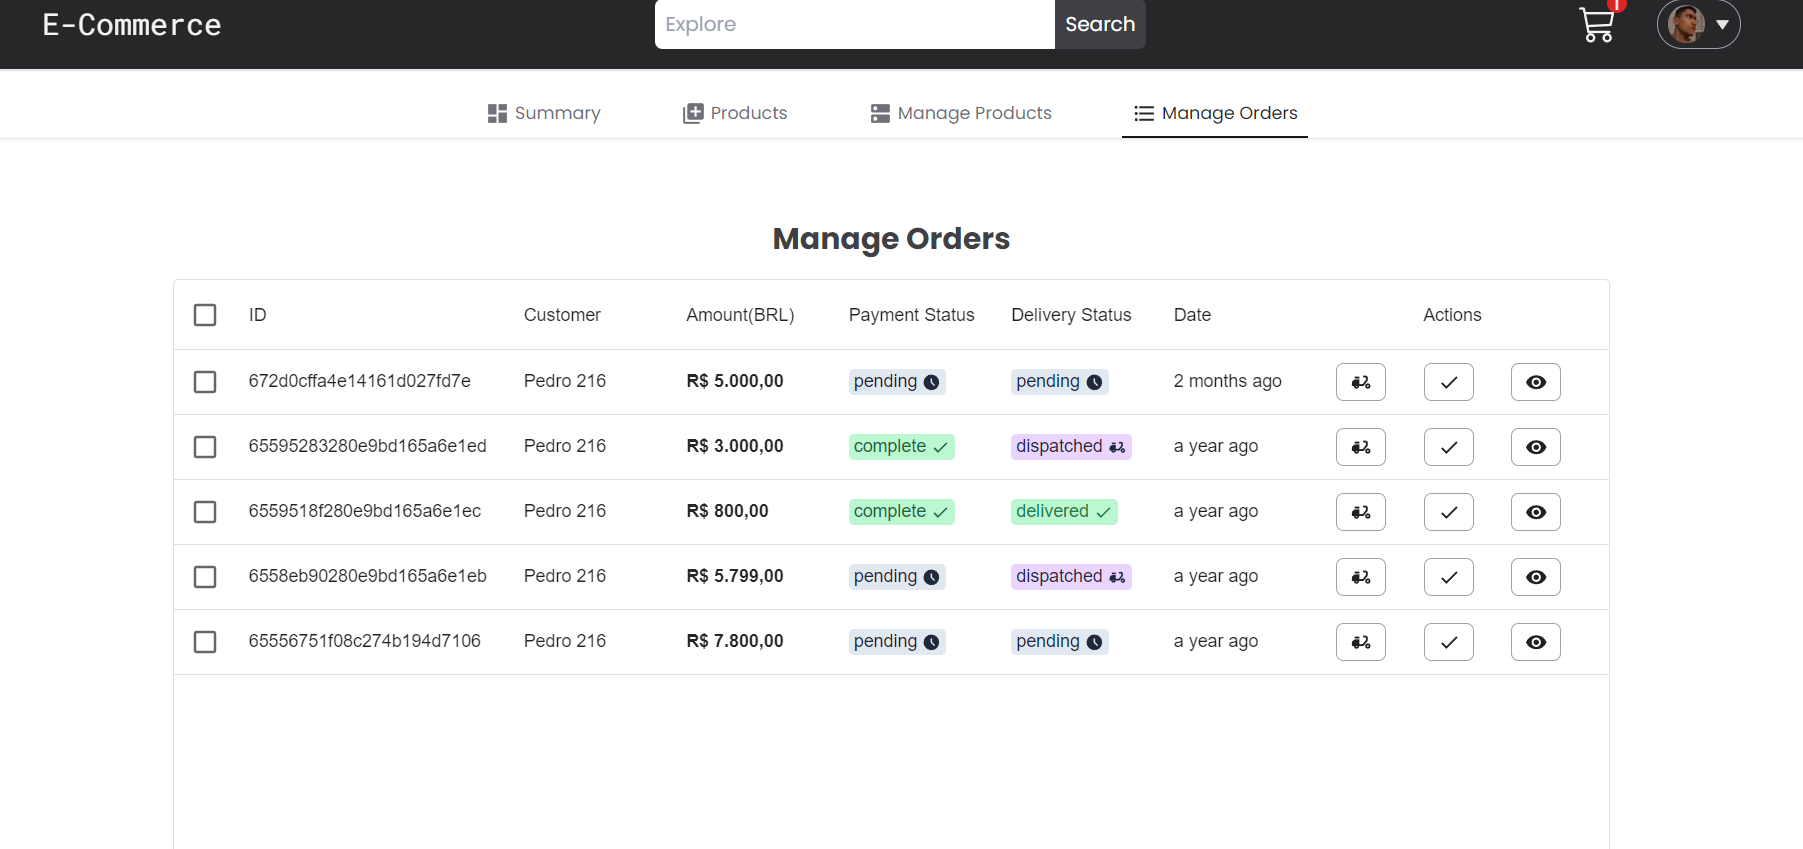 E-Commerce
Explore
Search
1
Summary
Products
Manage Products
Manage Orders
Manage Orders
ID Customer Amount(BRL) Payment Status Delivery Status Date Actions
672d0cffa4e14161d027fd7e Pedro 216 R$ 5.000,00 pending pending 2 months ago
65595283280e9bd165a6e1ed Pedro 216 R$ 3.000,00 complete dispatched a year ago
6559518f280e9bd165a6e1ec Pedro 216 R$ 800,00 complete delivered a year ago
6558eb90280e9bd165a6e1eb Pedro 216 R$ 5.799,00 pending dispatched a year ago
65556751f08c274b194d7106 Pedro 216 R$ 7.800,00 pending pending a year ago